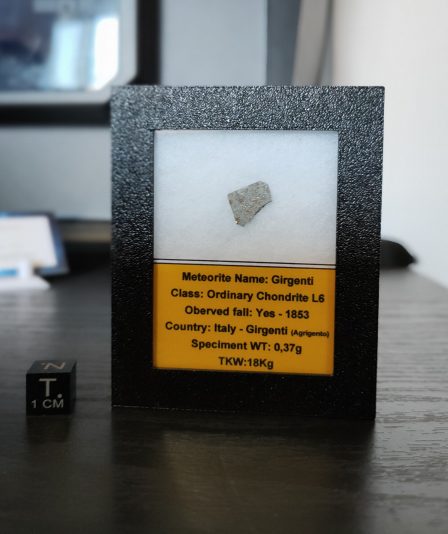 Meteorite Name: Girgenti
Class: Ordinary Chondrite L6
Oberved fall: Yes - 1853
Country: Italy - Girgenti (Agrigento)
Specimen WT: 0,37g
TKW:18Kg
N
T.
1 CM